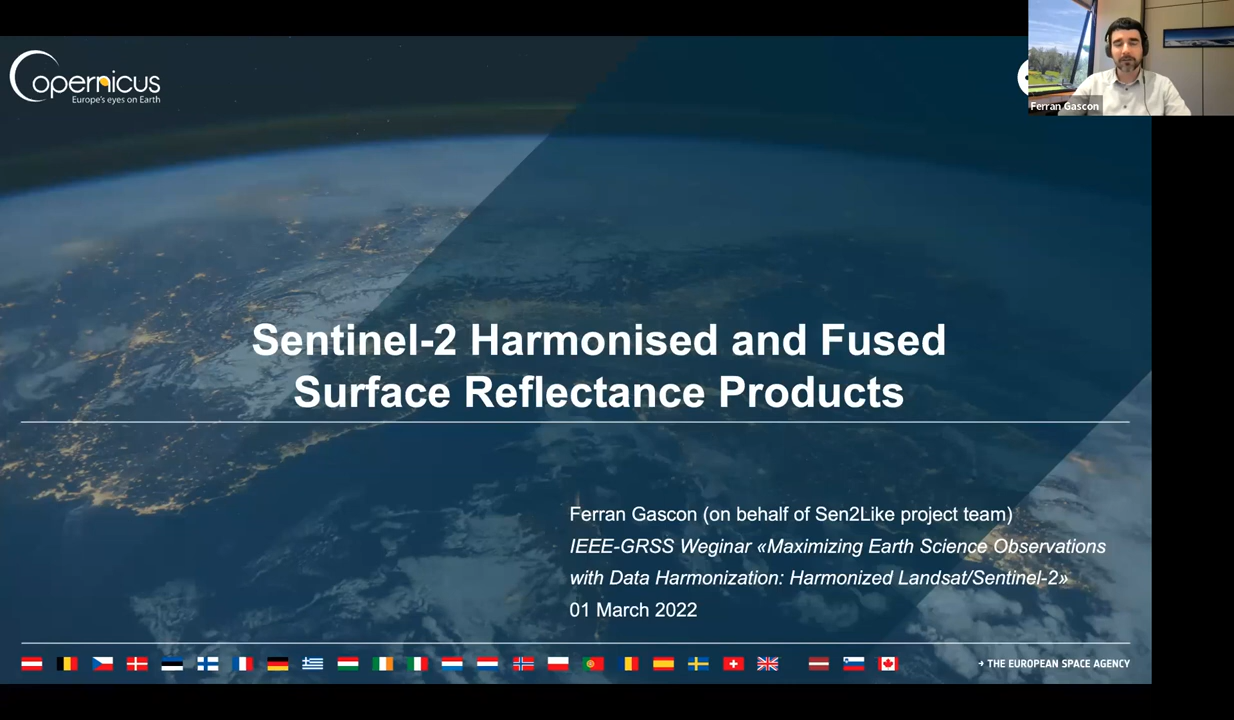 Copernicus
Europe's eyes on Earth
Ferran Gascon
Sentinel-2 Harmonised and Fused
Surface Reflectance Products
Ferran Gascon (on behalf of Sen2Like project team)
IEEE-GRSS Weginar «Maximizing Earth Science Observations
with Data Harmonization: Harmonized Landsat/Sentinel-2»
01 March 2022
→ THE EUROPEAN SPACE AGENCY